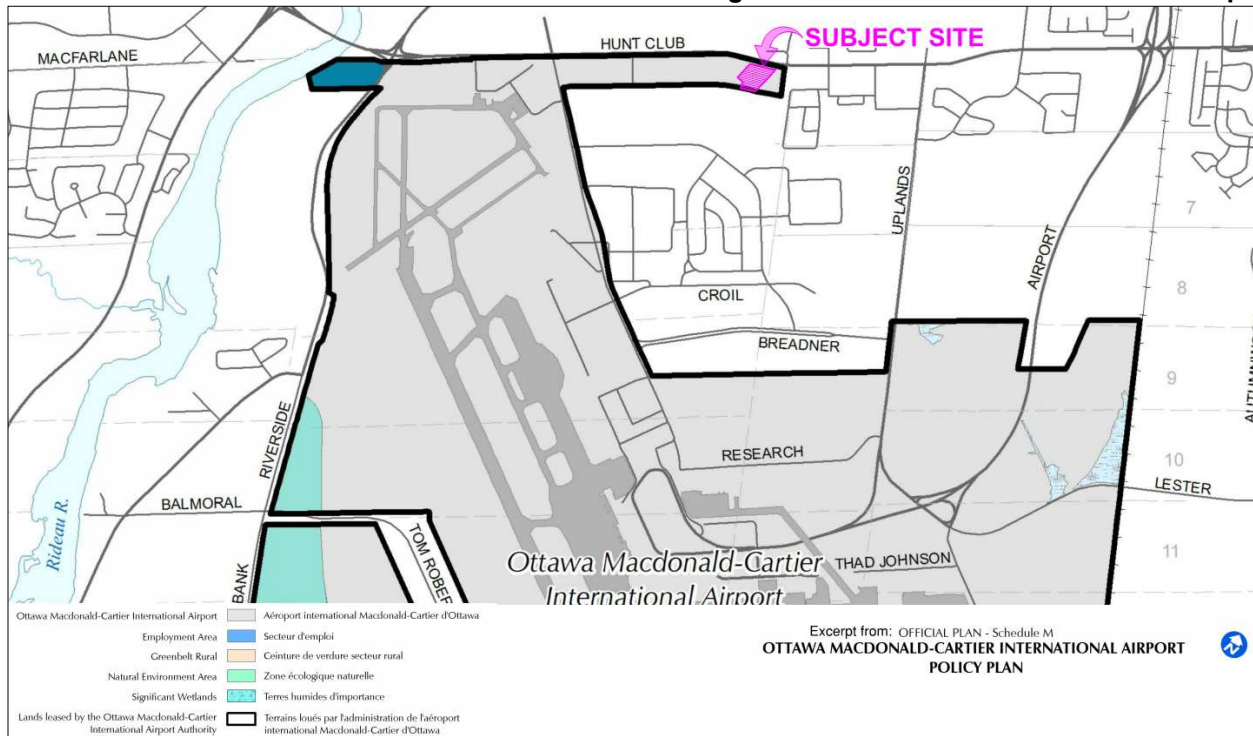 HUNT CLUB
SUBJECT SITE
MACFARLANE
UPLANDS
7
AIRPORT
CROIL
8
BREADNER
9
RIVERSIDE
RESEARCH
10
LESTER
BALMORAL
Rideau R.
TOM ROBER
BANK
Ottawa Macdonald-Cartier
International Airport
THAD JOHNSON
11
Ottawa Macdonald-Cartier International Airport Aéroport international Macdonald-Cartier d'Ottawa
Employment Area Secteur d'emploi
Greenbelt Rural Ceinture de verdure secteur rural
Natural Environment Area Zone écologique naturelle
Significant Wetlands Terres humides d'importance
Lands leased by the Ottawa Macdonald-Cartier Terrains loués par l'administration de l'aéroport
International Airport Authority international Macdonald-Cartier d'Ottawa
Excerpt from: OFFICIAL PLAN - Schedule M
OTTAWA MACDONALD-CARTIER INTERNATIONAL AIRPORT
POLICY PLAN